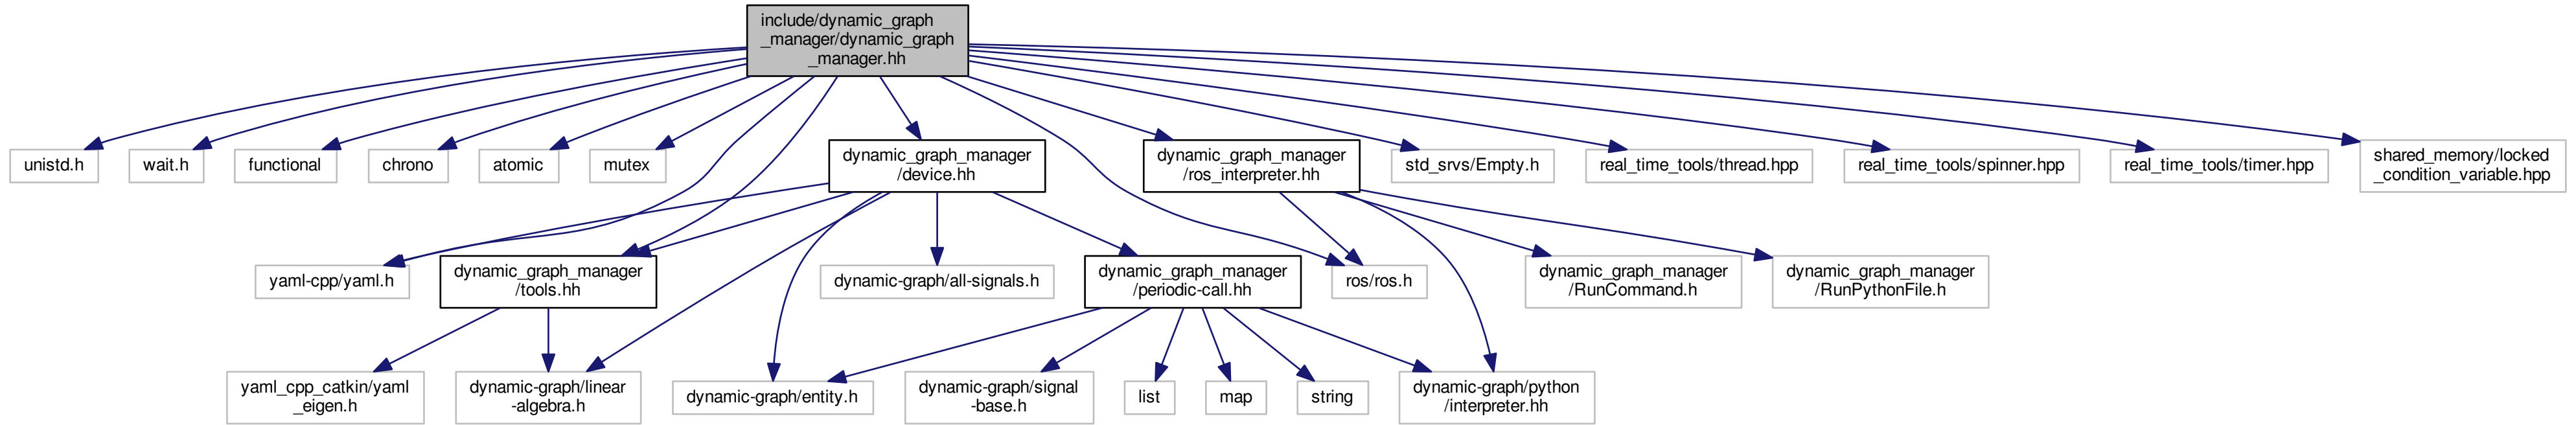 include/dynamic_graph
_manager/dynamic_graph
_manager.hh
unistd.h
wait.h
functional
chrono
atomic
mutex
dynamic_graph_manager
/device.hh
dynamic_graph_manager
/ros_interpreter.hh
std_srvs/Empty.h
real_time_tools/thread.hpp
real_time_tools/spinner.hpp
real_time_tools/timer.hpp
shared_memory/locked
_condition_variable.hpp
yaml-cpp/yaml.h
dynamic_graph_manager
/tools.hh
dynamic-graph/all-signals.h
dynamic_graph_manager
/periodic-call.hh
ros/ros.h
dynamic_graph_manager
/RunCommand.h
dynamic_graph_manager
/RunPythonFile.h
yaml_cpp_catkin/yaml
_eigen.h
dynamic-graph/linear
-algebra.h
dynamic-graph/entity.h
dynamic-graph/signal
-base.h
list
map
string
dynamic-graph/python
/interpreter.hh